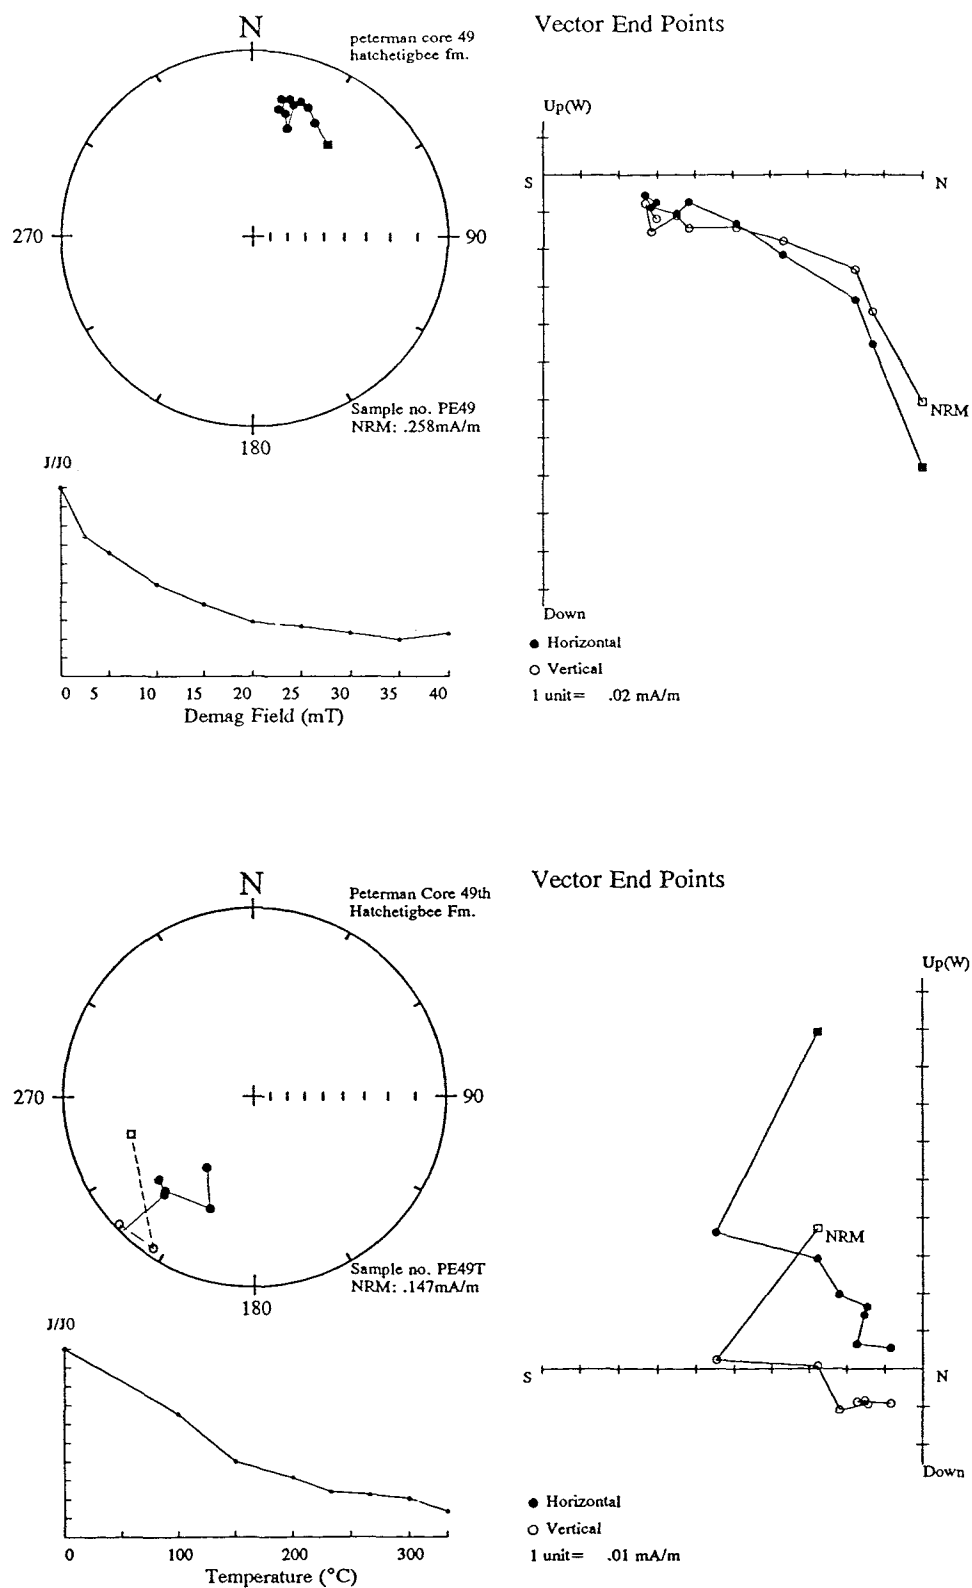 N
peterman core 49
hatchetigbee fm.
270
90
Sample no. PE49
NRM: .258mA/m
180
Vector End Points
Up(W)
S
N
NRM
Down
● Horizontal
○ Vertical
1 unit= .02 mA/m
J/J0
0 5 10 15 20 25 30 35 40
Demag Field (mT)
N
Peterman Core 49th
Hatchetigbee Fm.
270
90
Sample no. PE49T
NRM: .147mA/m
180
Vector End Points
Up(W)
NRM
S
N
Down
● Horizontal
○ Vertical
1 unit= .01 mA/m
J/J0
0 100 200 300
Temperature (°C)